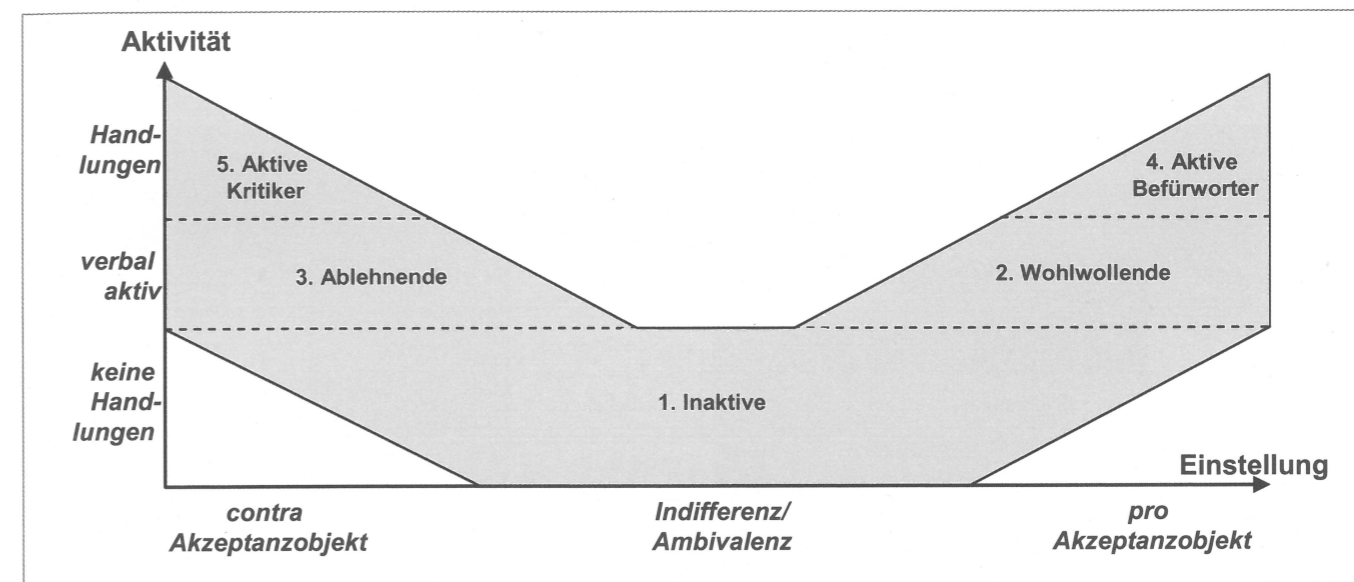 Aktivität
Hand-
lungen
5. Aktive
Kritiker
4. Aktive
Befürworter
verbal
aktiv
3. Ablehnende
2. Wohlwollende
keine
Hand-
lungen
1. Inaktive
Einstellung
contra
Akzeptanzobjekt
Indifferenz/
Ambivalenz
pro
Akzeptanzobjekt